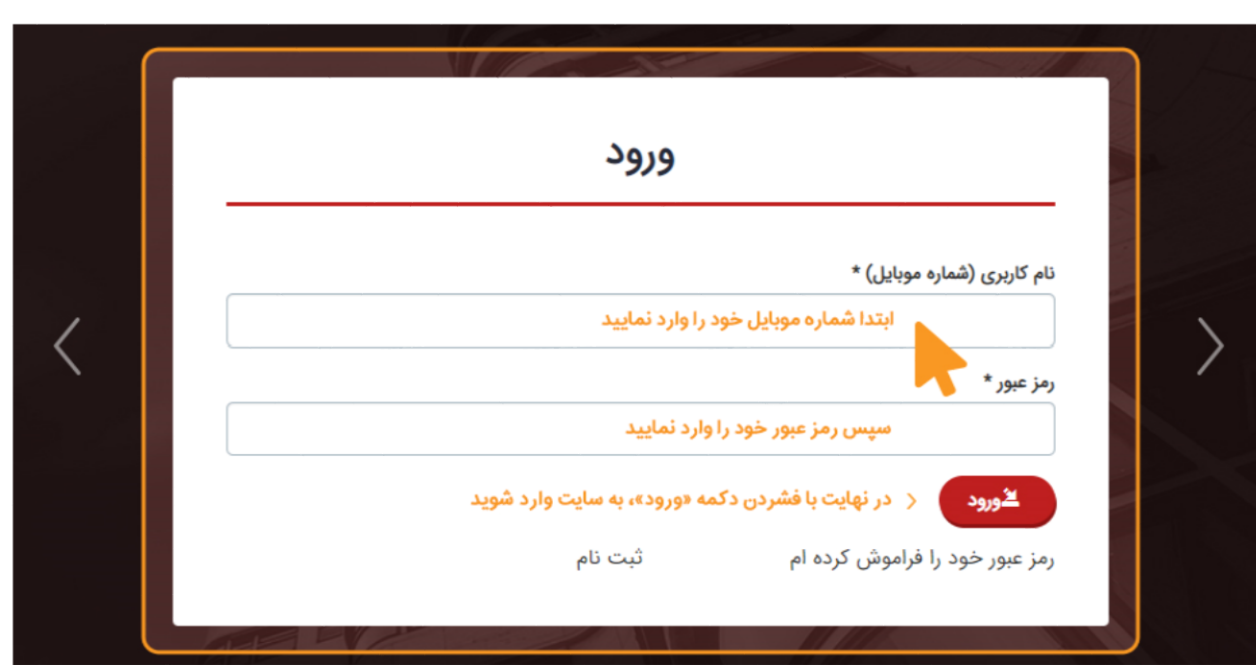 ورود
نام کاربری (شماره موبایل) *
ابتدا شماره موبایل خود را وارد نمایید
رمز عبور *
سپس رمز عبور خود را وارد نمایید
ورود > در نهایت با فشردن دکمه «ورود»، به سایت وارد شوید
رمز عبور خود را فراموش کرده ام ثبت نام